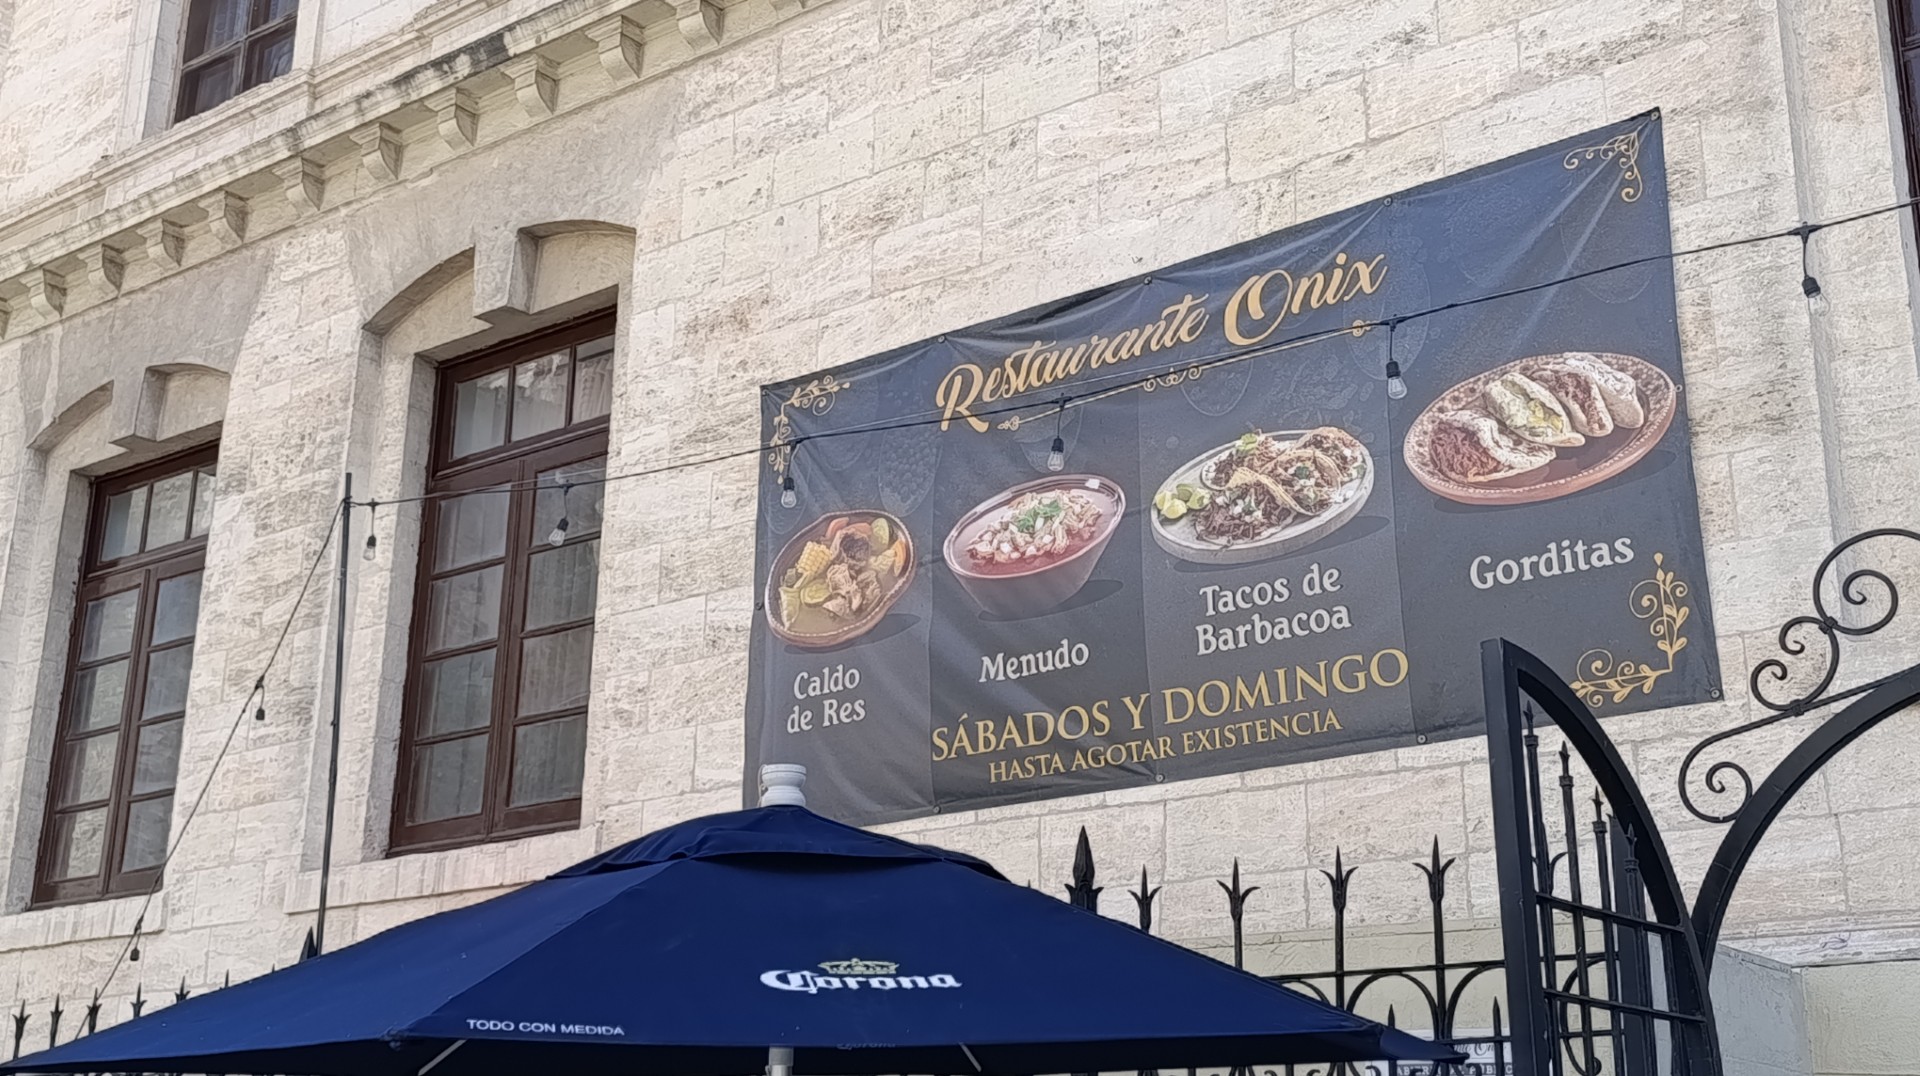 Restaurante Onix
Caldo
de Res
Menudo
Tacos de
Barbacoa
Gorditas
SÁBADOS Y DOMINGO
HASTA AGOTAR EXISTENCIA
Corona
TODO CON MEDIDA
Corona